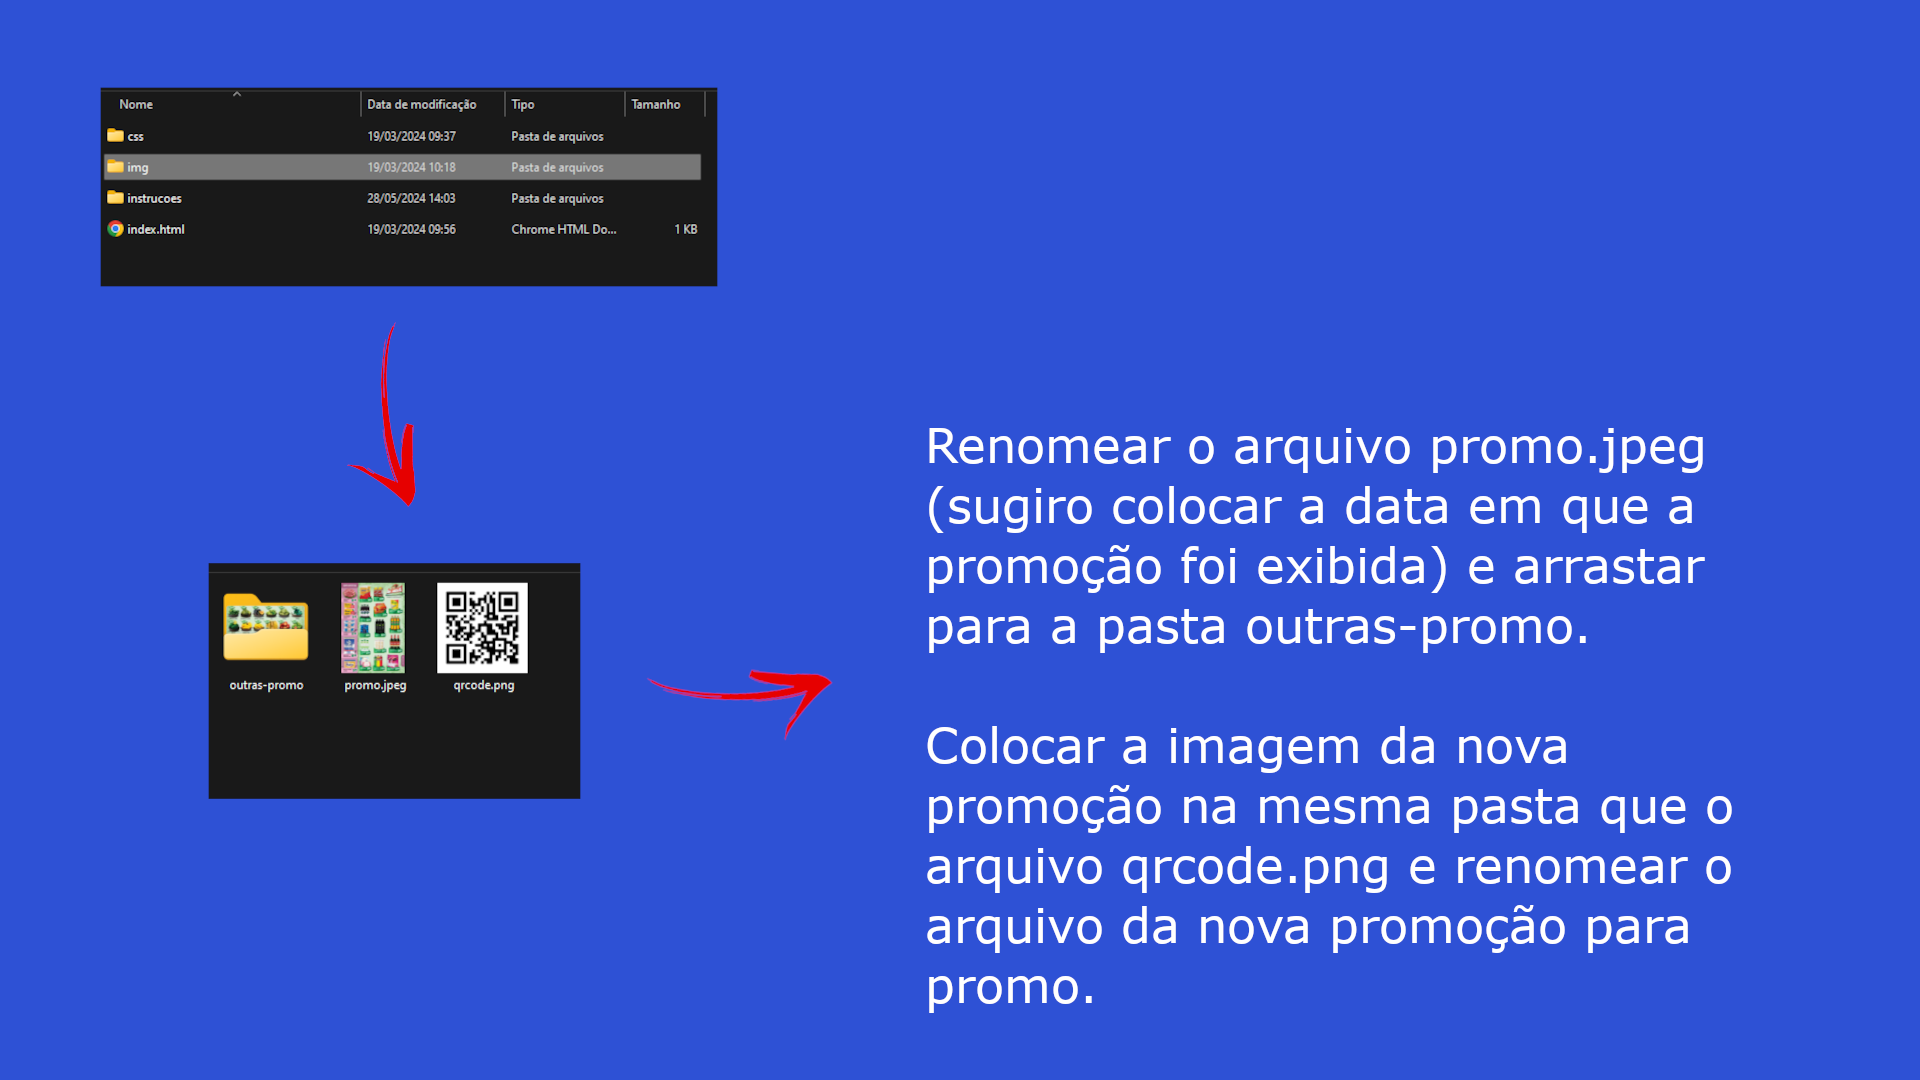 Nome Data de modificação Tipo Tamanho
css 19/03/2024 09:37 Pasta de arquivos
img 19/03/2024 10:18 Pasta de arquivos
instrucoes 28/05/2024 14:03 Pasta de arquivos
index.html 19/03/2024 09:56 Chrome HTML Do... 1 KB
outras-promo promo.jpeg qrcode.png
Renomear o arquivo promo.jpeg
(sugiro colocar a data em que a
promoção foi exibida) e arrastar
para a pasta outras-promo.
Colocar a imagem da nova
promoção na mesma pasta que o
arquivo qrcode.png e renomear o
arquivo da nova promoção para
promo.